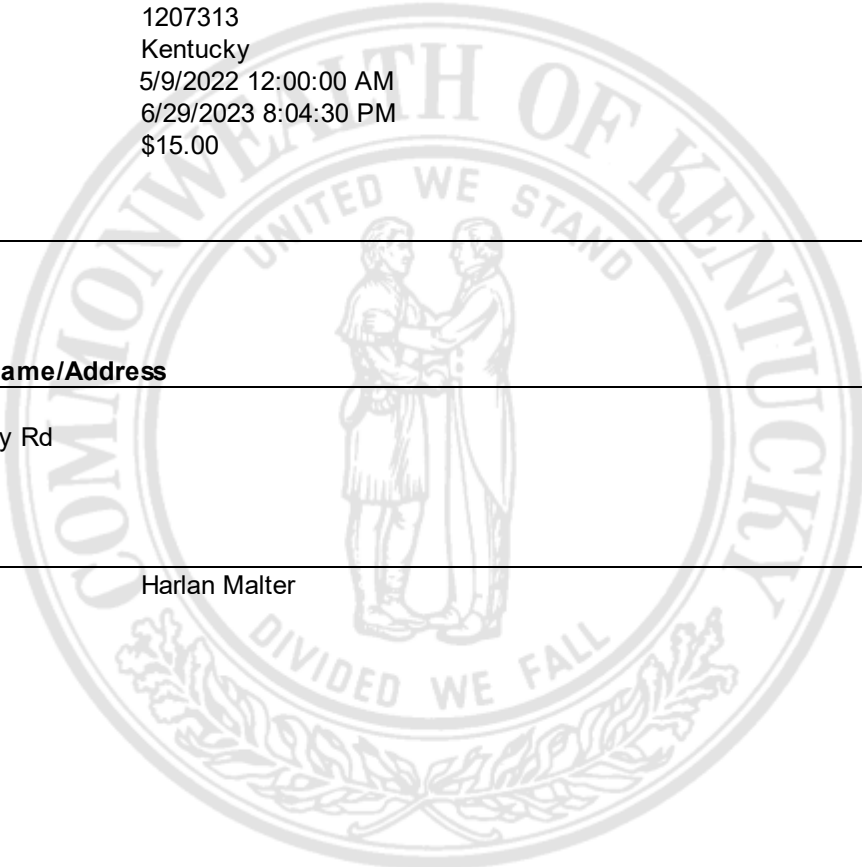 1207313
Kentucky
5/9/2022 12:00:00 AM
6/29/2023 8:04:30 PM
$15.00
COMMONWEALTH OF KENTUCKY
UNITED WE STAND
ame/Address
y Rd
Harlan Malter
DIVIDED WE FALL